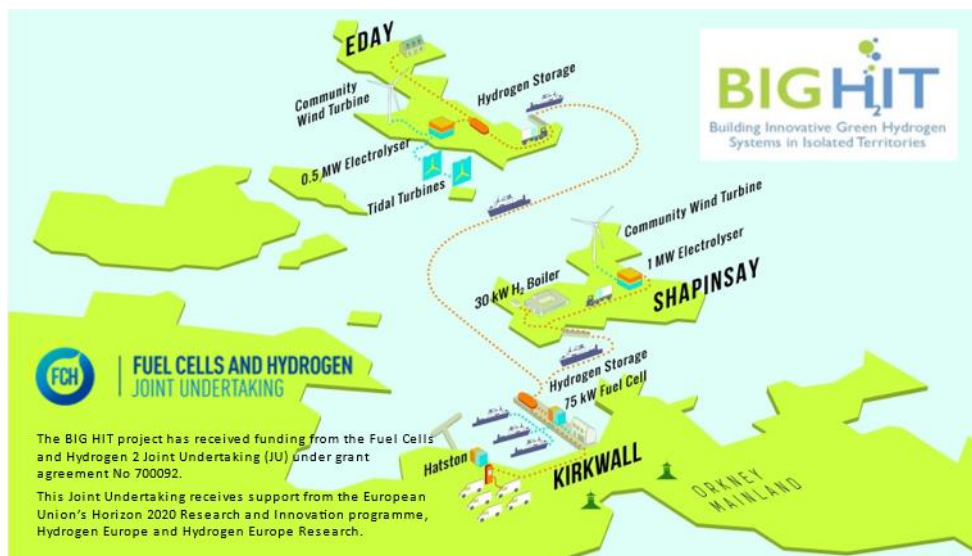 EDAY
Community
Wind Turbine
Hydrogen Storage
0.5 MW Electrolyser
Tidal Turbines
BIG HIT
2
Building Innovative Green Hydrogen
Systems in Isolated Territories
Community Wind Turbine
1 MW Electrolyser
30 kW H₂ Boiler
SHAPINSAY
Hydrogen Storage
75 kW Fuel Cell
Hatston
KIRKWALL
ORKNEY
MAINLAND
FCH
FUEL CELLS AND HYDROGEN
JOINT UNDERTAKING
The BIG HIT project has received funding from the Fuel Cells
and Hydrogen 2 Joint Undertaking (JU) under grant
agreement No 700092.
This Joint Undertaking receives support from the European
Union's Horizon 2020 Research and Innovation programme,
Hydrogen Europe and Hydrogen Europe Research.